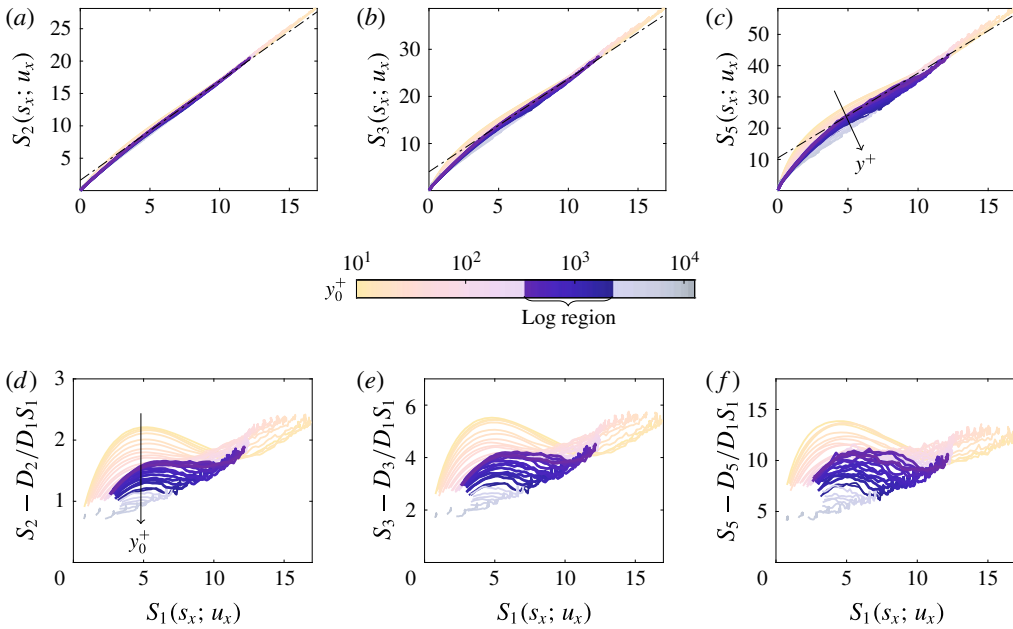 (a) (b) (c)
S2(sx; ux) S3(sx; ux) S5(sx; ux)
25 20 15 10 5
30 20 10
50 40 30 20 10
y+
0 5 10 15
0 5 10 15
0 5 10 15
10^1 10^2 10^3 10^4
y0+
Log region
(d) (e) (f)
S2 − D2/D1S1 S3 − D3/D1S1 S5 − D5/D1S1
3 2 1 0
6 4 2 0
15 10 5 0
y0+
5 10 15
5 10 15
5 10 15
S1(sx; ux) S1(sx; ux) S1(sx; ux)